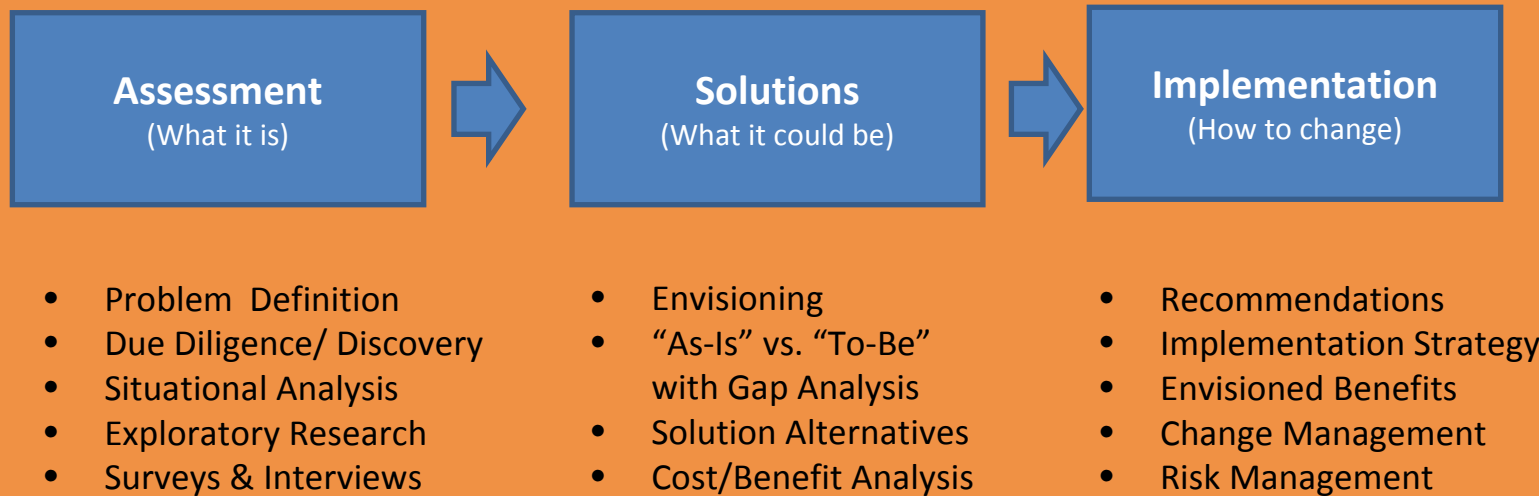 Assessment
(What it is)
Solutions
(What it could be)
Implementation
(How to change)
• Problem  Definition
• Due Diligence/ Discovery
• Situational Analysis
• Exploratory Research
• Surveys & Interviews
• Envisioning
• “As-Is” vs. “To-Be”
with Gap Analysis
• Solution Alternatives
• Cost/Benefit Analysis
• Recommendations
• Implementation Strategy
• Envisioned Benefits
• Change Management
• Risk Management